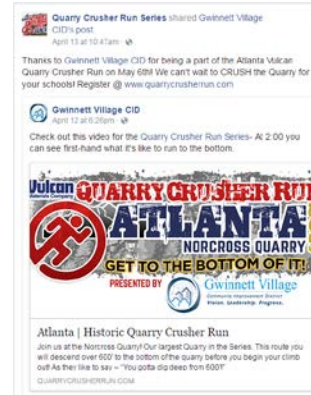 Quarry Crusher Run Series shared Gwinnett Village
CID's post
April 13 at 10:47am
Thanks to Gwinnett Village CID for being a part of the Atlanta Vulcan
Quarry Crusher Run on May 6th! We can't wait to CRUSH the Quarry for
your schools! Register @ www.quarrycrusherrun.com
Gwinnett Village CID
April 12 at 6:26pm
Check out this video for the Quarry Crusher Run Series- At 2:00 you
can see first-hand what it's like to run to the bottom.
Vulcan QUARRY CRUSHER RU
Materials Company
ATLANTA
NORCROSS QUARRY
GET TO THE BOTTOM OF IT!
PRESENTED BY
Gwinnett Village
Community Improvement District
Vision. Leadership. Progress.
Atlanta | Historic Quarry Crusher Run
Join us at the Norcross Quarry! Our largest Quarry in the Series. This route you
will descend over 600' to the bottom of the quarry before you begin your climb
out! As they like to say – "You gotta dig deep from 600'!"
QUARRYCRUSHERRUN.COM